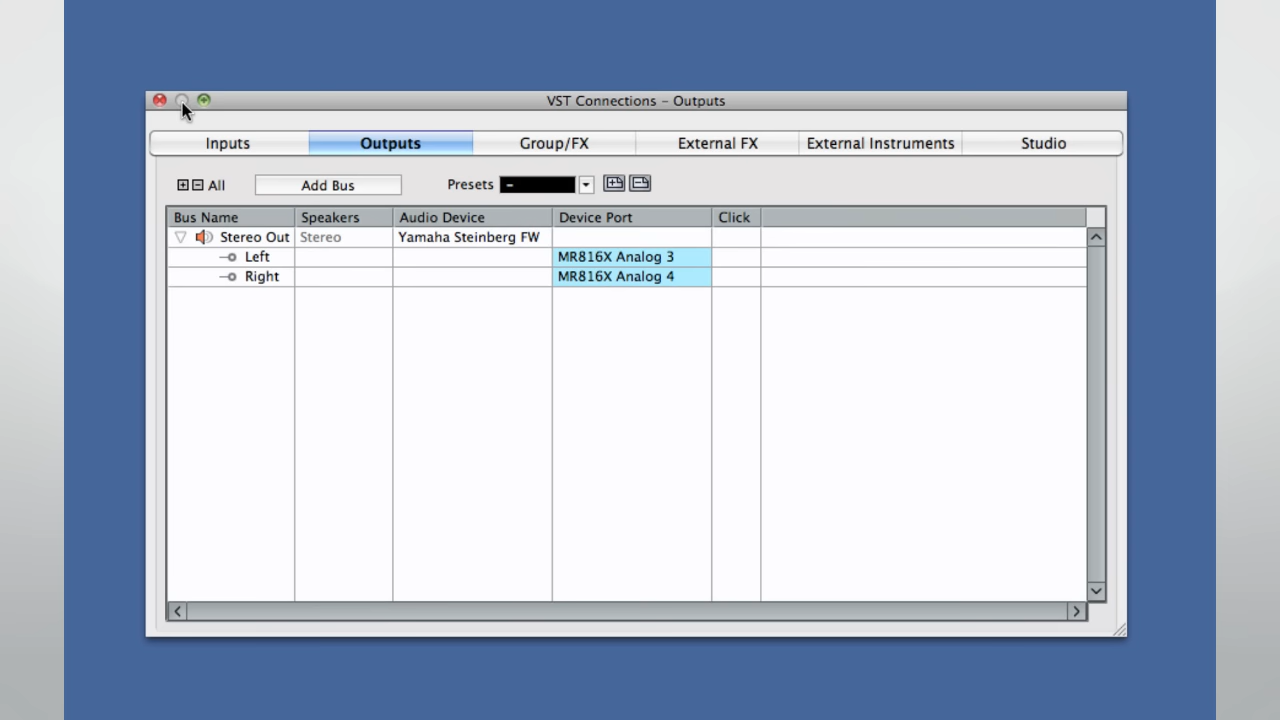 VST Connections – Outputs
Inputs Outputs Group/FX External FX External Instruments Studio
All Add Bus Presets –
Bus Name Speakers Audio Device Device Port Click
Stereo Out Stereo Yamaha Steinberg FW
Left MR816X Analog 3
Right MR816X Analog 4